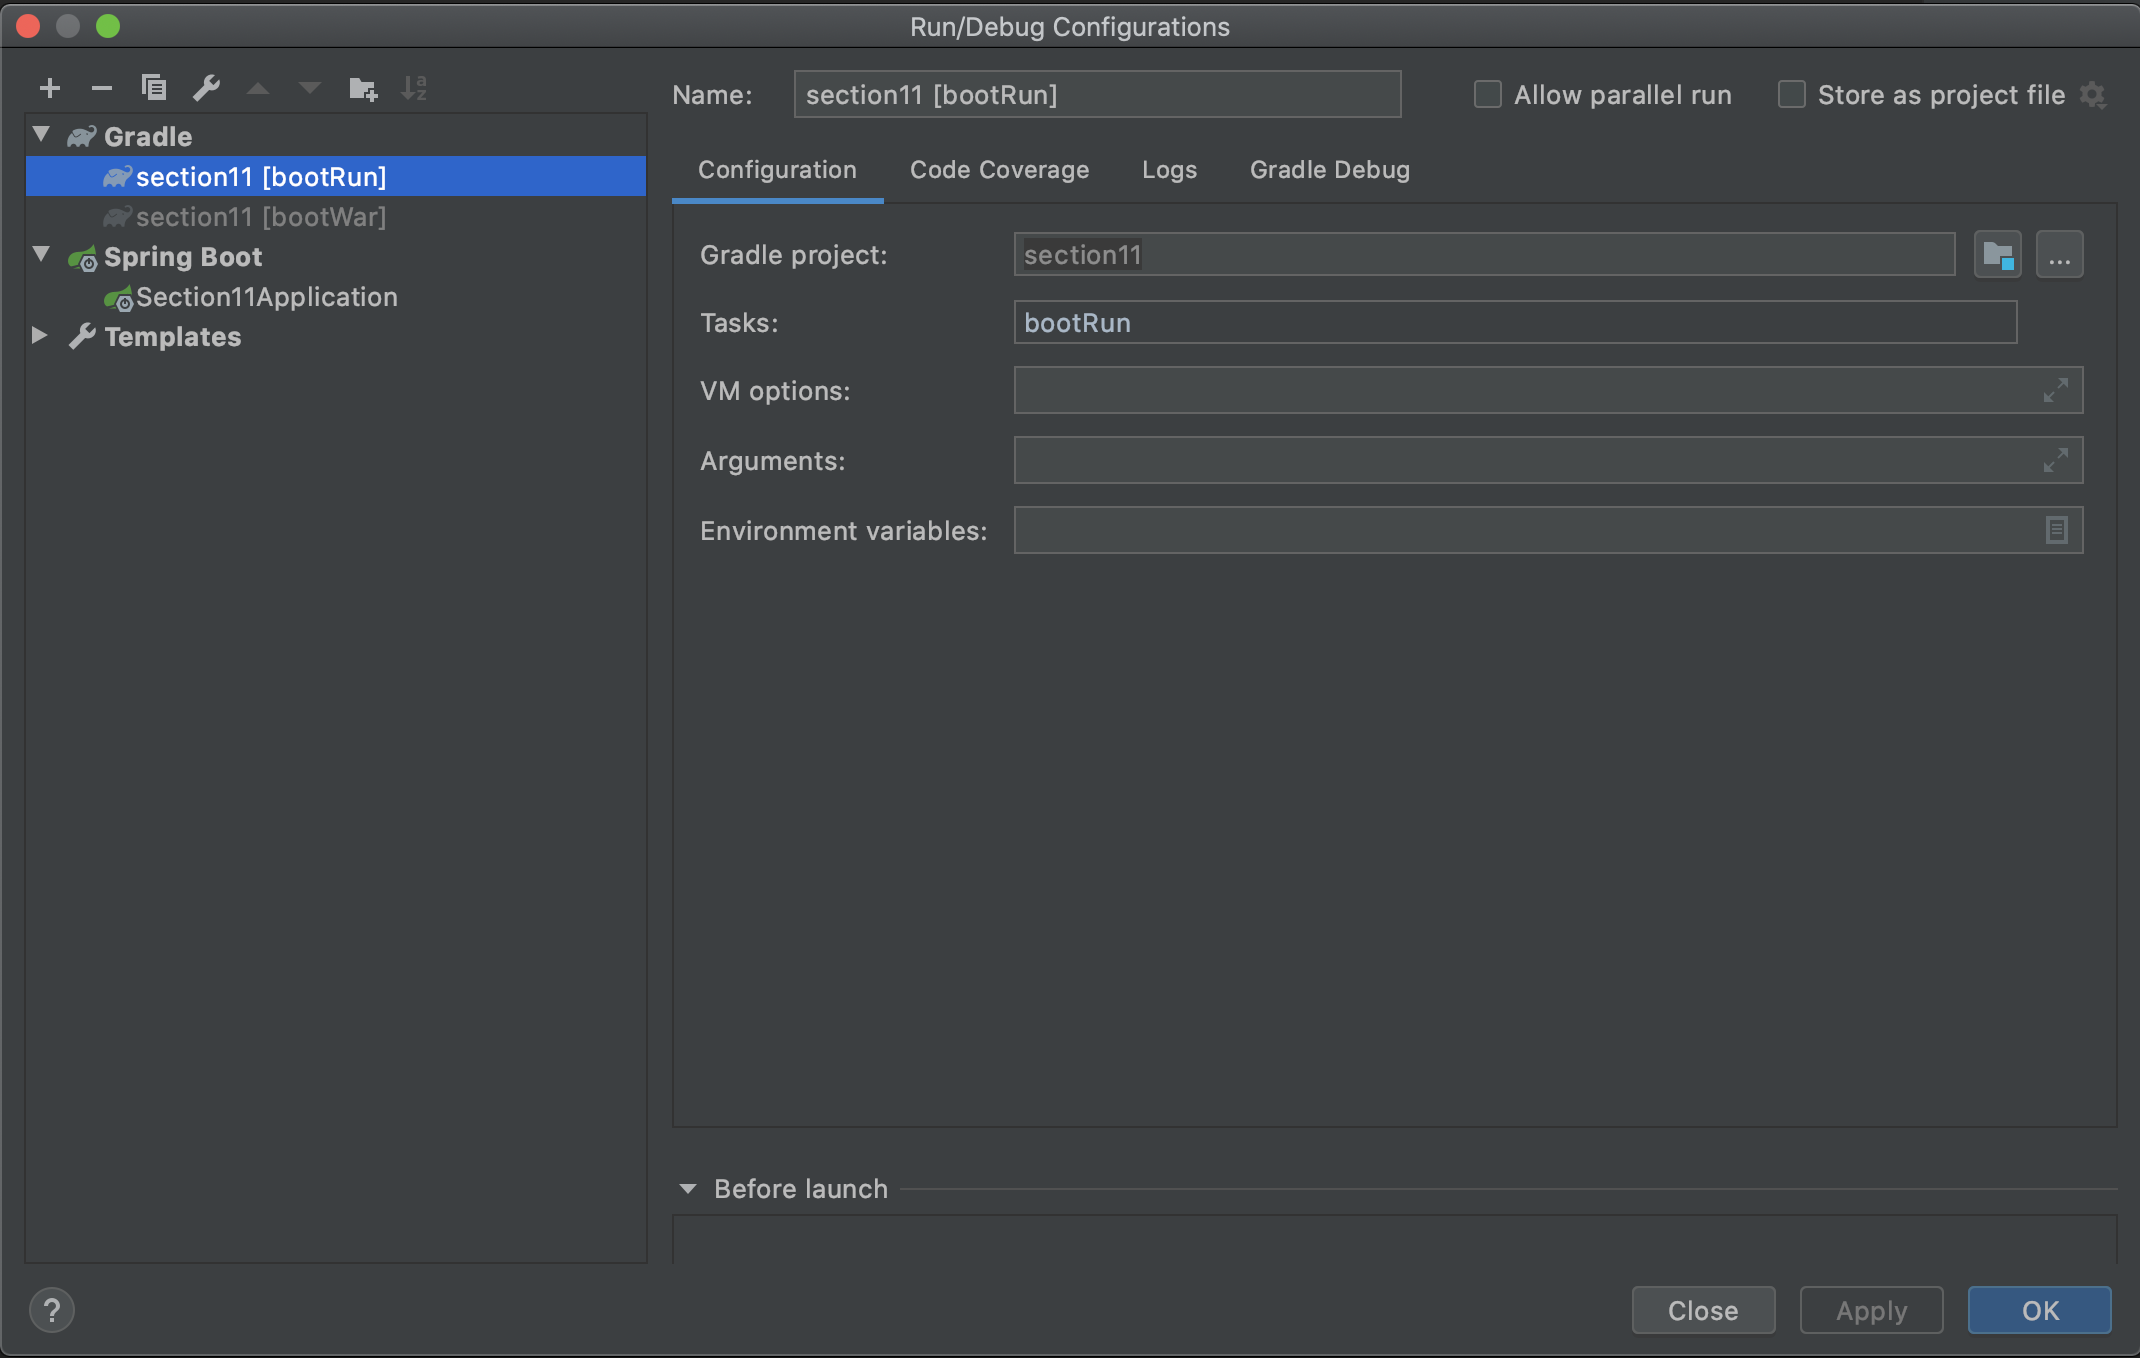 Run/Debug Configurations
Gradle
section11 [bootRun]
section11 [bootWar]
Spring Boot
Section11Application
Templates
Name: section11 [bootRun]
Allow parallel run
Store as project file
Configuration Code Coverage Logs Gradle Debug
Gradle project: section11 ...
Tasks: bootRun
VM options:
Arguments:
Environment variables:
Before launch
? Close Apply OK